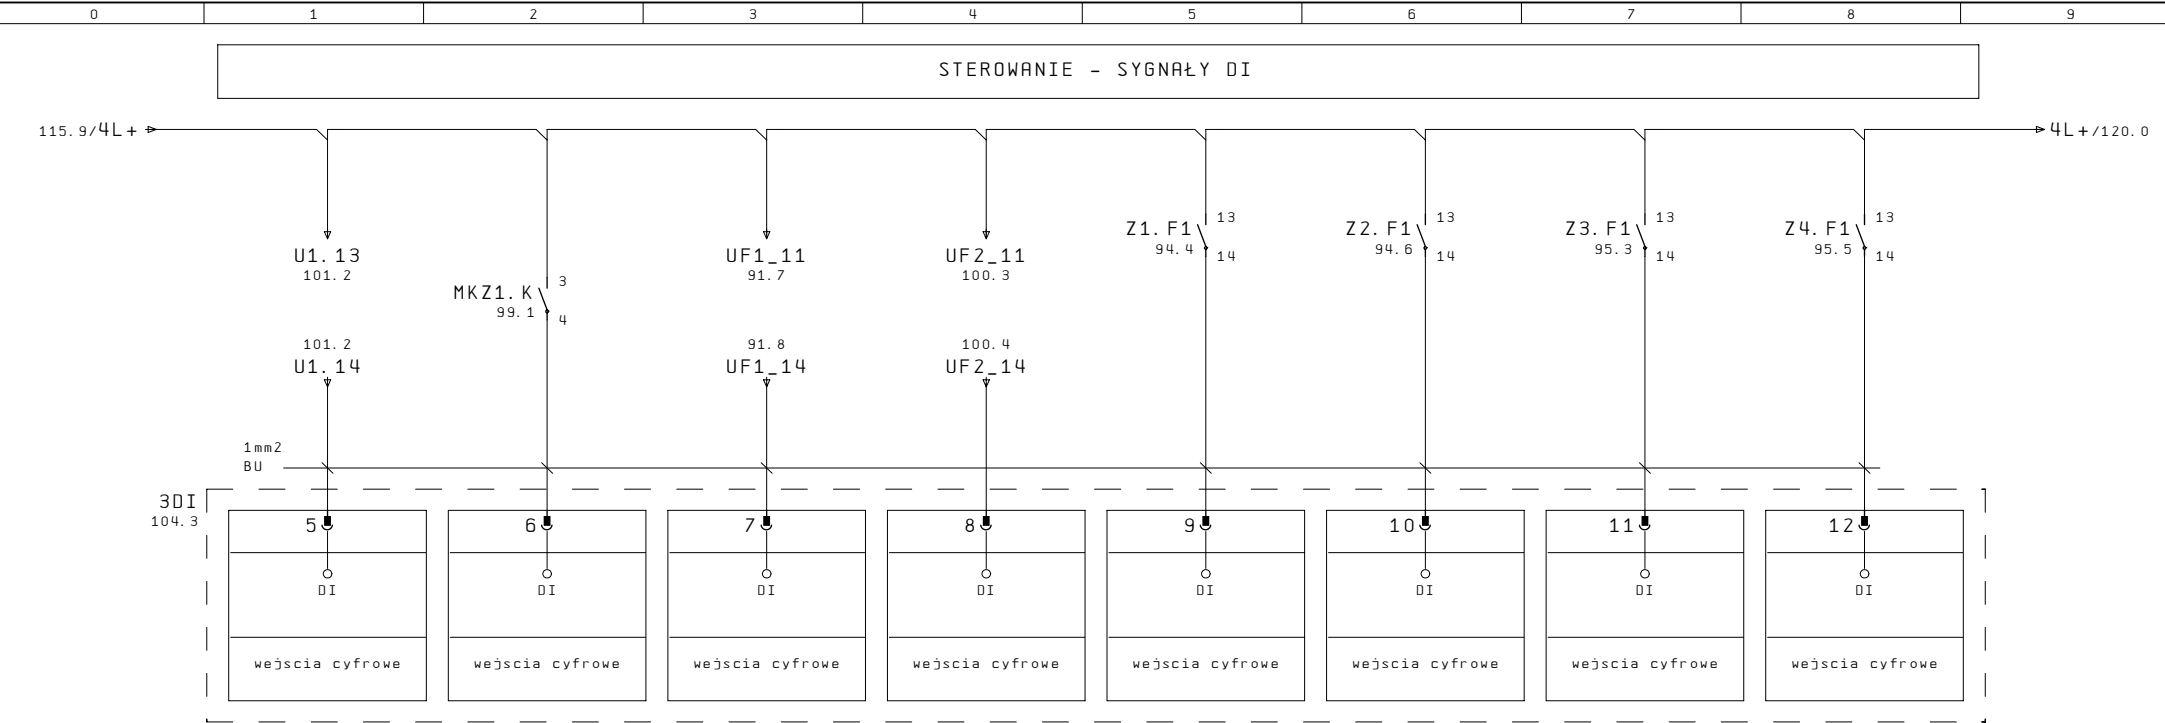 0 1 2 3 4 5 6 7 8 9
STEROWANIE - SYGNAŁY DI
115.9/4L+ 4L+/120.0
U1.13
101.2
101.2
U1.14
MKZ1.K
99.1
3
4
UF1_11
91.7
91.8
UF1_14
UF2_11
100.3
100.4
UF2_14
Z1.F1
94.4
13
14
Z2.F1
94.6
13
14
Z3.F1
95.3
13
14
Z4.F1
95.5
13
14
1mm2
BU
3DI
104.3
5 6 7 8 9 10 11 12
DI DI DI DI DI DI DI DI
wejscia cyfrowe wejscia cyfrowe wejscia cyfrowe wejscia cyfrowe wejscia cyfrowe wejscia cyfrowe wejscia cyfrowe wejscia cyfrowe